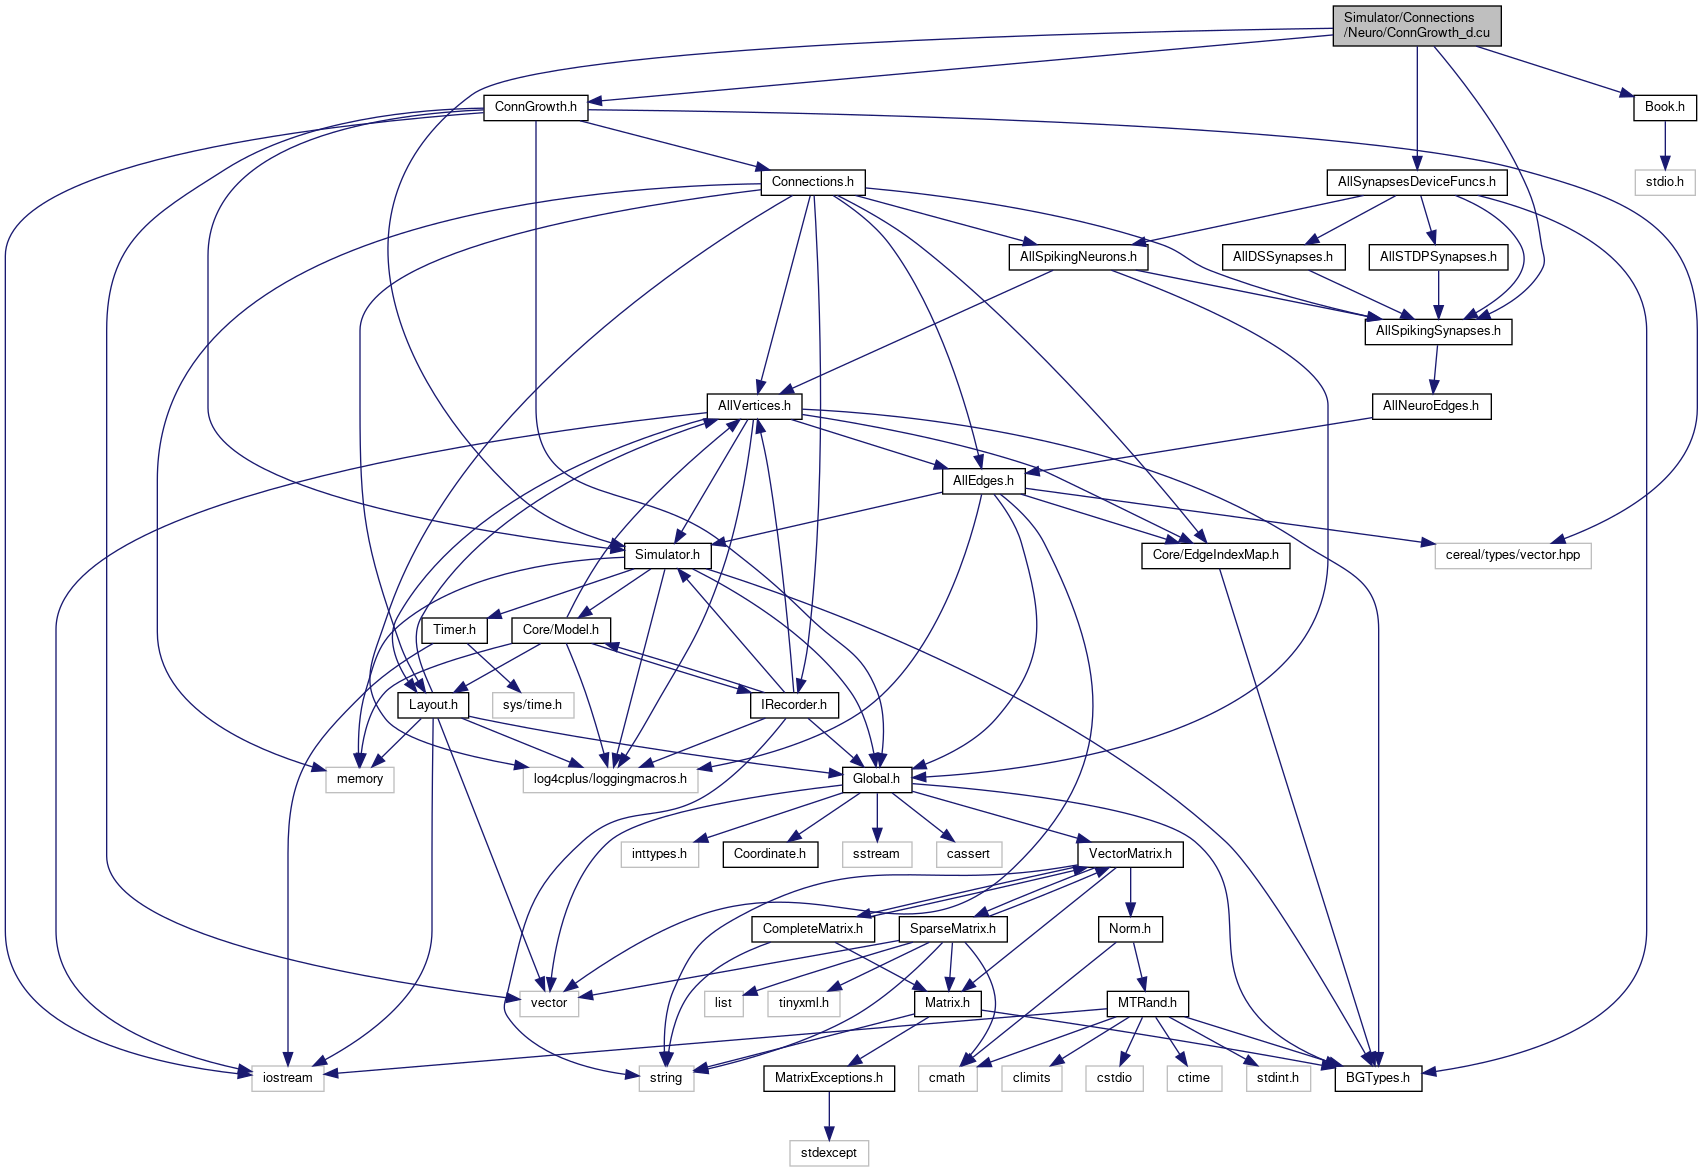 Simulator/Connections
/Neuro/ConnGrowth_d.cu
ConnGrowth.h
Book.h
Connections.h
AllSynapsesDeviceFuncs.h
stdio.h
AllSpikingNeurons.h
AllDSSynapses.h
AllSTDPSynapses.h
AllSpikingSynapses.h
AllVertices.h
AllNeuroEdges.h
AllEdges.h
Simulator.h
Core/EdgeIndexMap.h
cereal/types/vector.hpp
Timer.h
Core/Model.h
Layout.h
sys/time.h
IRecorder.h
memory
log4cplus/loggingmacros.h
Global.h
inttypes.h
Coordinate.h
sstream
cassert
VectorMatrix.h
CompleteMatrix.h
SparseMatrix.h
Norm.h
vector
list
tinyxml.h
Matrix.h
MTRand.h
iostream
string
MatrixExceptions.h
cmath
climits
cstdio
ctime
stdint.h
BGTypes.h
stdexcept